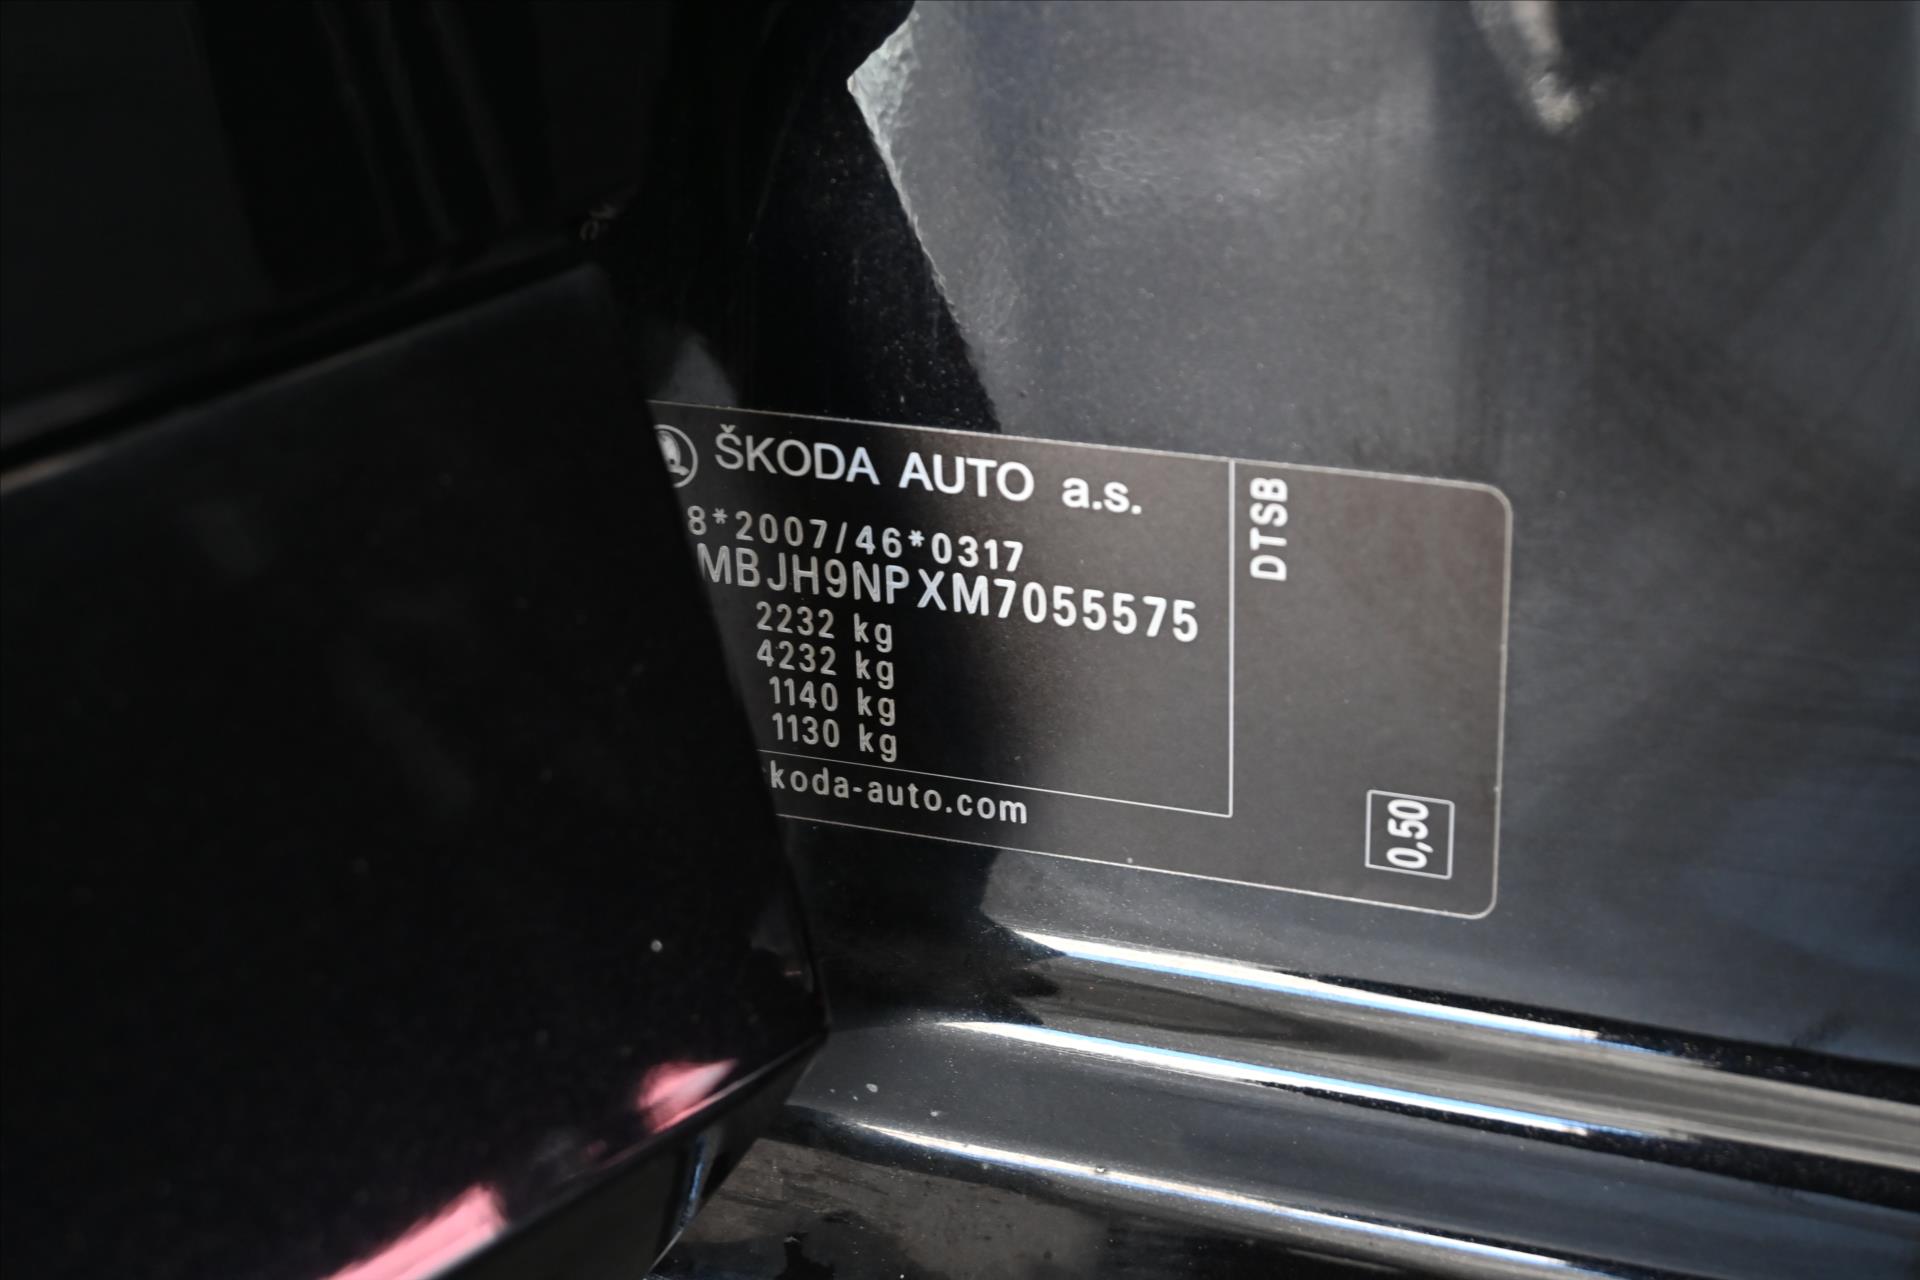 ŠKODA AUTO a.s.
8*2007/46*0317
MBJH9NPXM7055575
2232 kg
4232 kg
1140 kg
1130 kg
koda-auto.com
DTSB
0,50